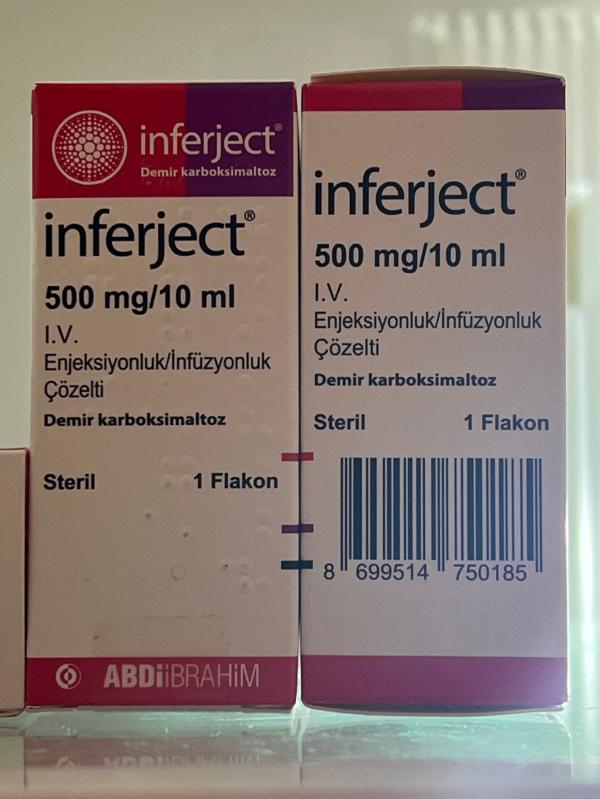 inferject®
Demir karboksimaltoz
inferject®
500 mg/10 ml
I.V.
Enjeksiyonluk/İnfüzyonluk
Çözelti
Demir karboksimaltoz
Steril 1 Flakon
ABDİİBRAHİM
inferject®
500 mg/10 ml
I.V.
Enjeksiyonluk/İnfüzyonluk
Çözelti
Demir karboksimaltoz
Steril 1 Flakon
8 699514 750185